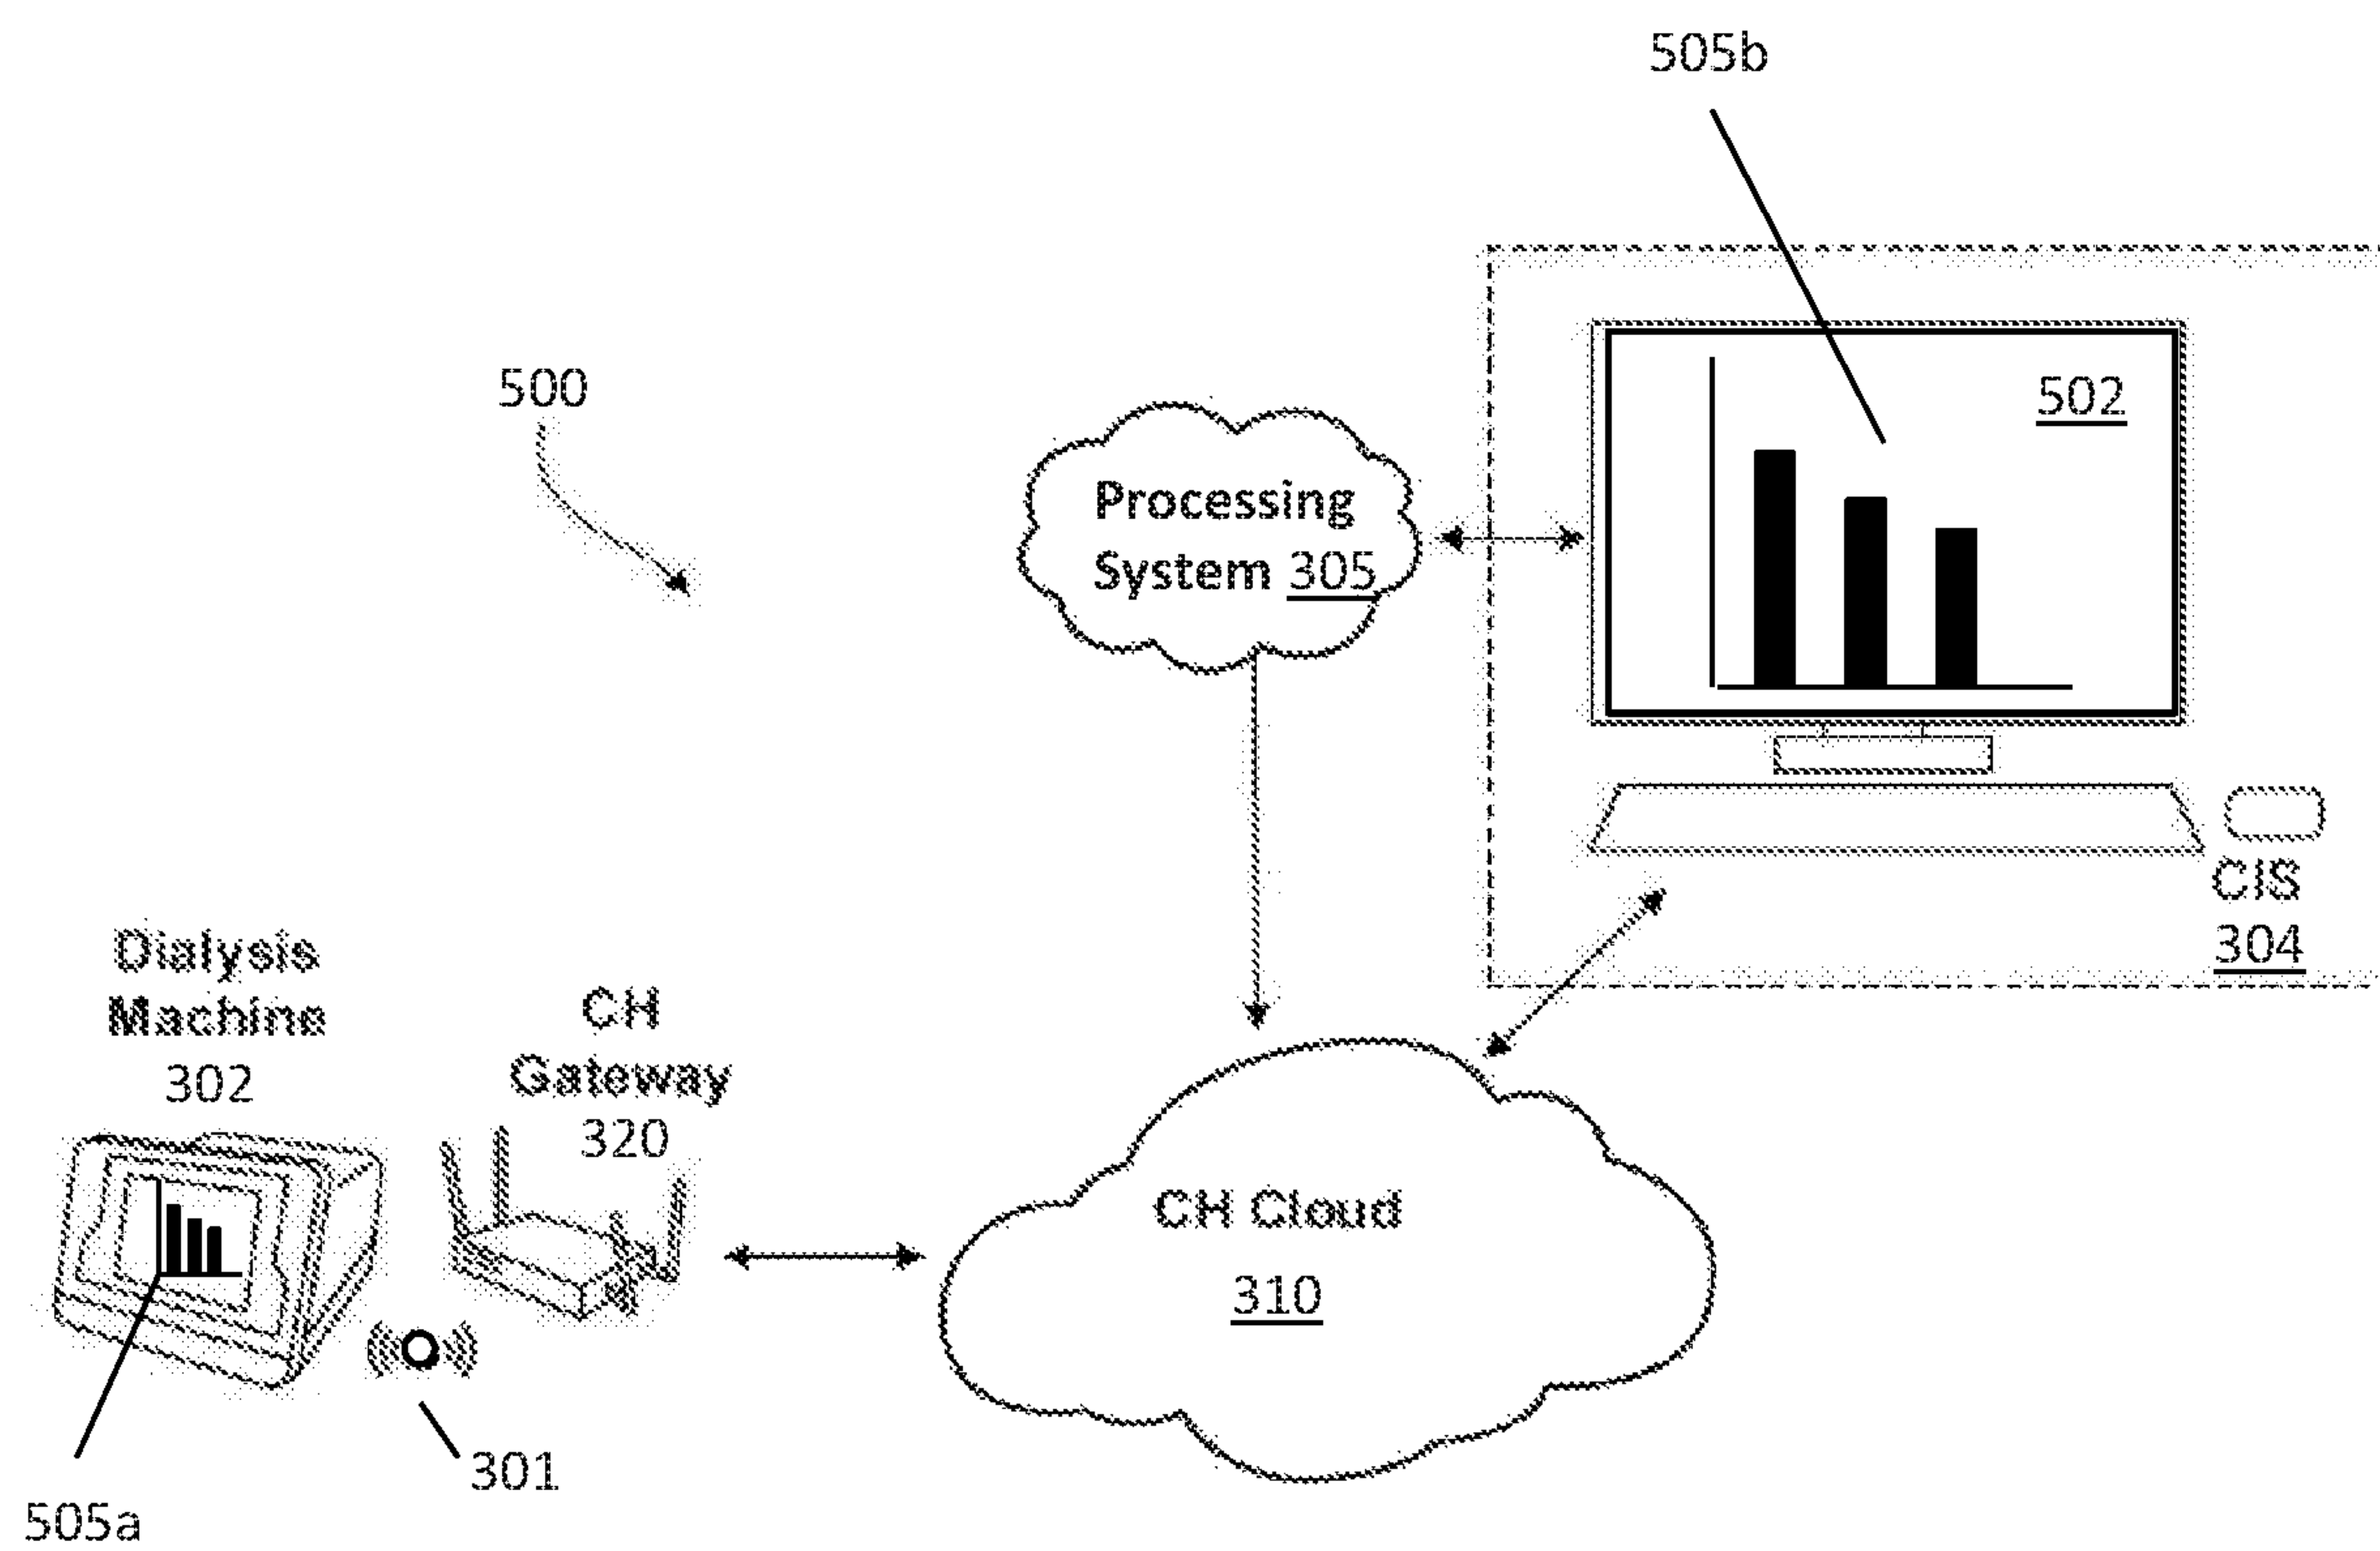 505b
500
502
Processing
System 305
CIS
304
Dialysis
Machine
302
CH
Gateway
320
CH Cloud
310
301
505a